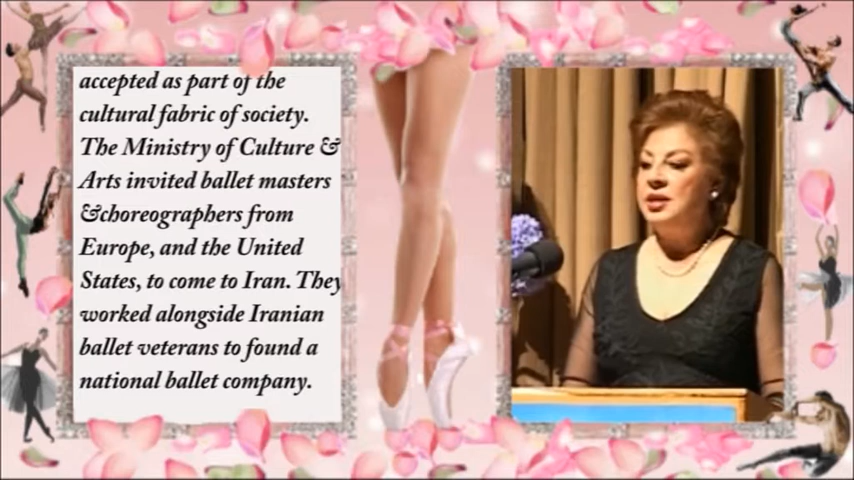 accepted as part of the
cultural fabric of society.
The Ministry of Culture &
Arts invited ballet masters
&choreographers from
Europe, and the United
States, to come to Iran. They
worked alongside Iranian
ballet veterans to found a
national ballet company.